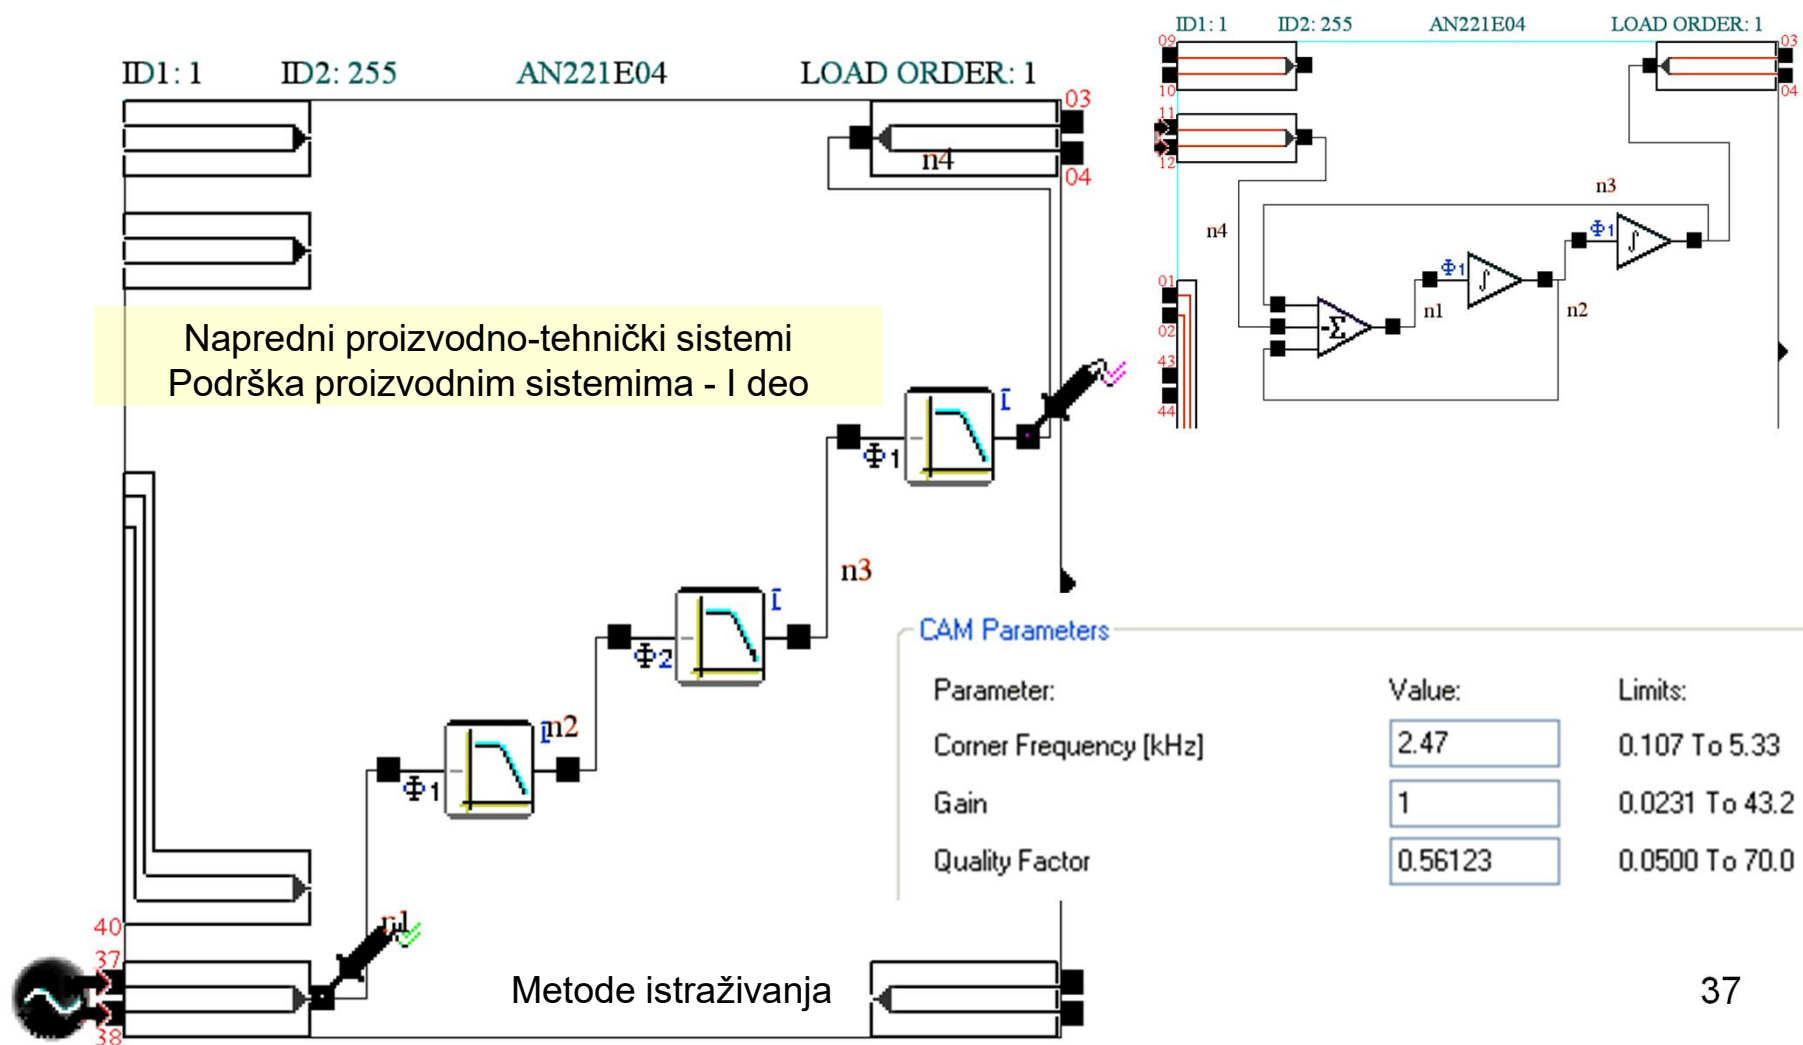 ID1: 1 ID2: 255 AN221E04 LOAD ORDER: 1
03
n4
04
Napredni proizvodno-tehnički sistemi
Podrška proizvodnim sistemima - I deo
L
Φ1
n3
L
Φ2
n2
Φ1
40
37
n1
38
ID1: 1 ID2: 255 AN221E04 LOAD ORDER: 1
09
03
10
04
11
12
n3
n4
Φ1
∫
01
Φ1
∫
n1
n2
-Σ
02
43
44
CAM Parameters
Parameter: Value: Limits:
Corner Frequency [kHz] 2.47 0.107 To 5.33
Gain 1 0.0231 To 43.2
Quality Factor 0.56123 0.0500 To 70.0
Metode istraživanja
37